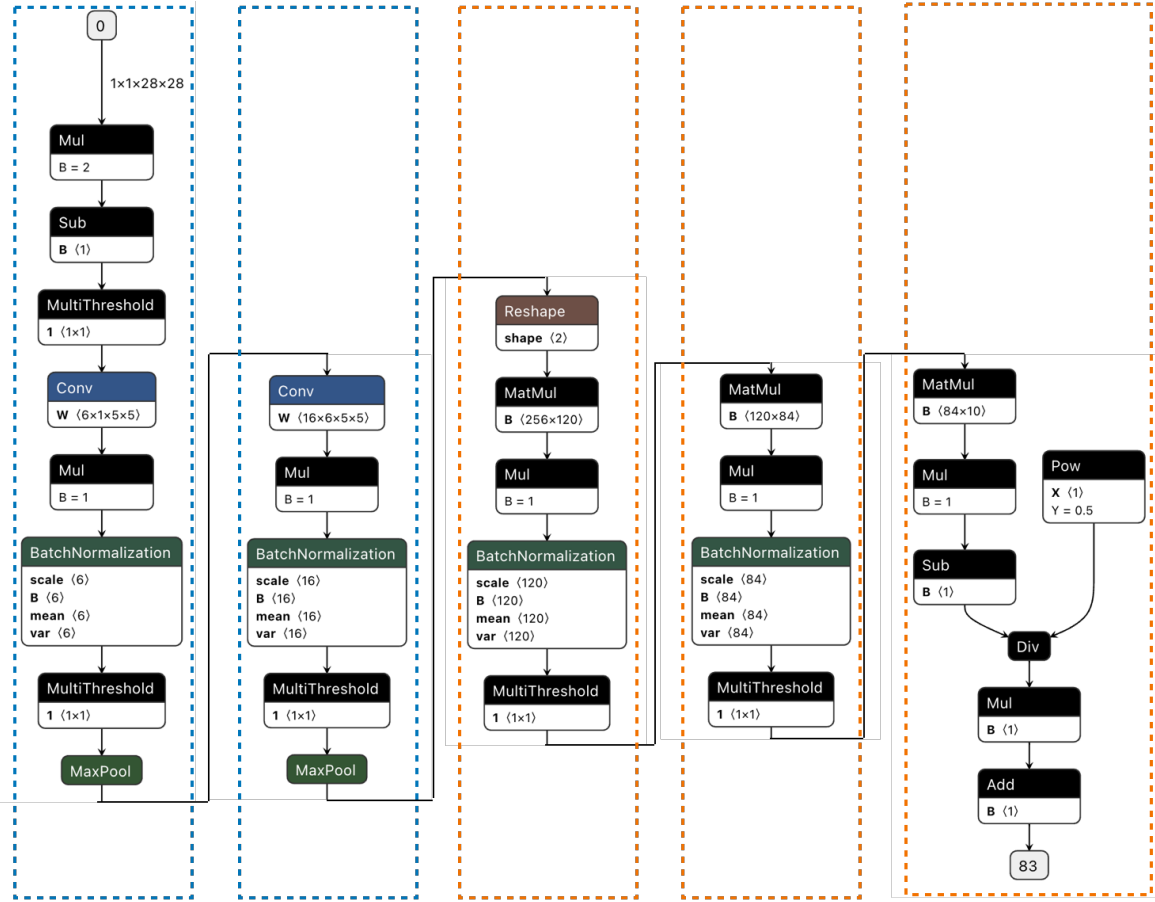 0
1×1×28×28
Mul
B = 2
Sub
B ⟨1⟩
MultiThreshold
1 ⟨1×1⟩
Conv
W ⟨6×1×5×5⟩
Mul
B = 1
BatchNormalization
scale ⟨6⟩
B ⟨6⟩
mean ⟨6⟩
var ⟨6⟩
MultiThreshold
1 ⟨1×1⟩
MaxPool
Conv
W ⟨16×6×5×5⟩
Mul
B = 1
BatchNormalization
scale ⟨16⟩
B ⟨16⟩
mean ⟨16⟩
var ⟨16⟩
MultiThreshold
1 ⟨1×1⟩
MaxPool
Reshape
shape ⟨2⟩
MatMul
B ⟨256×120⟩
Mul
B = 1
BatchNormalization
scale ⟨120⟩
B ⟨120⟩
mean ⟨120⟩
var ⟨120⟩
MultiThreshold
1 ⟨1×1⟩
MatMul
B ⟨120×84⟩
Mul
B = 1
BatchNormalization
scale ⟨84⟩
B ⟨84⟩
mean ⟨84⟩
var ⟨84⟩
MultiThreshold
1 ⟨1×1⟩
MatMul
B ⟨84×10⟩
Mul
B = 1
Pow
X ⟨1⟩
Y = 0.5
Sub
B ⟨1⟩
Div
Mul
B ⟨1⟩
Add
B ⟨1⟩
83